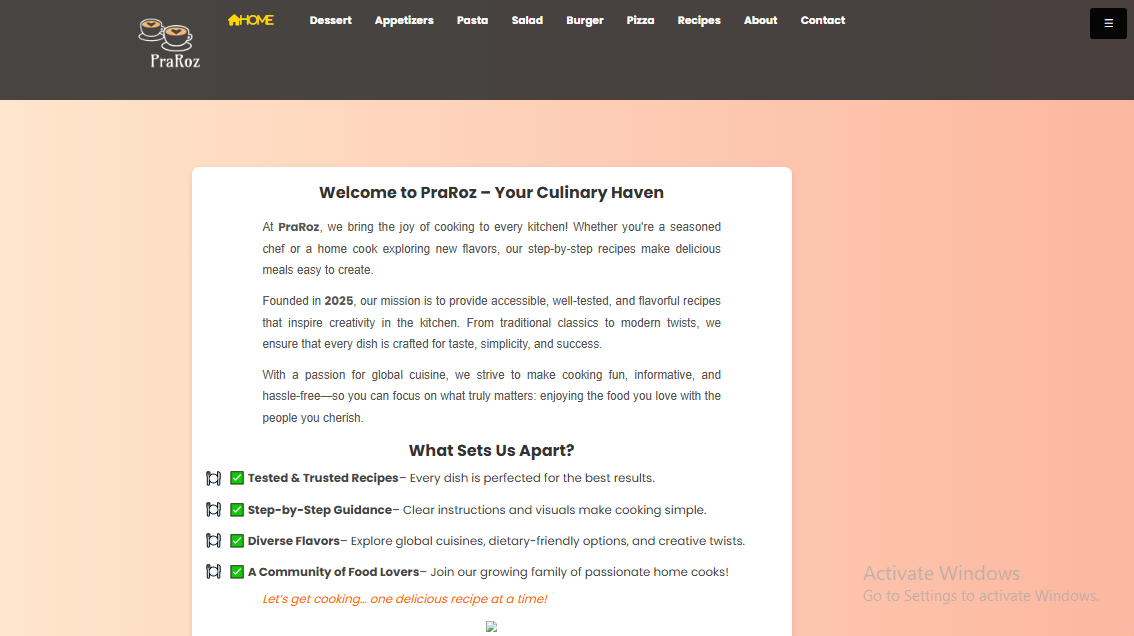 PraRoz
HOME Dessert Appetizers Pasta Salad Burger Pizza Recipes About Contact ☰
Welcome to PraRoz – Your Culinary Haven
At PraRoz, we bring the joy of cooking to every kitchen! Whether you're a seasoned
chef or a home cook exploring new flavors, our step-by-step recipes make delicious
meals easy to create.
Founded in 2025, our mission is to provide accessible, well-tested, and flavorful recipes
that inspire creativity in the kitchen. From traditional classics to modern twists, we
ensure that every dish is crafted for taste, simplicity, and success.
With a passion for global cuisine, we strive to make cooking fun, informative, and
hassle-free—so you can focus on what truly matters: enjoying the food you love with the
people you cherish.
What Sets Us Apart?
🍽 ✅ Tested & Trusted Recipes– Every dish is perfected for the best results.
🍽 ✅ Step-by-Step Guidance– Clear instructions and visuals make cooking simple.
🍽 ✅ Diverse Flavors– Explore global cuisines, dietary-friendly options, and creative twists.
🍽 ✅ A Community of Food Lovers– Join our growing family of passionate home cooks!
Let's get cooking... one delicious recipe at a time!
Activate Windows
Go to Settings to activate Windows.